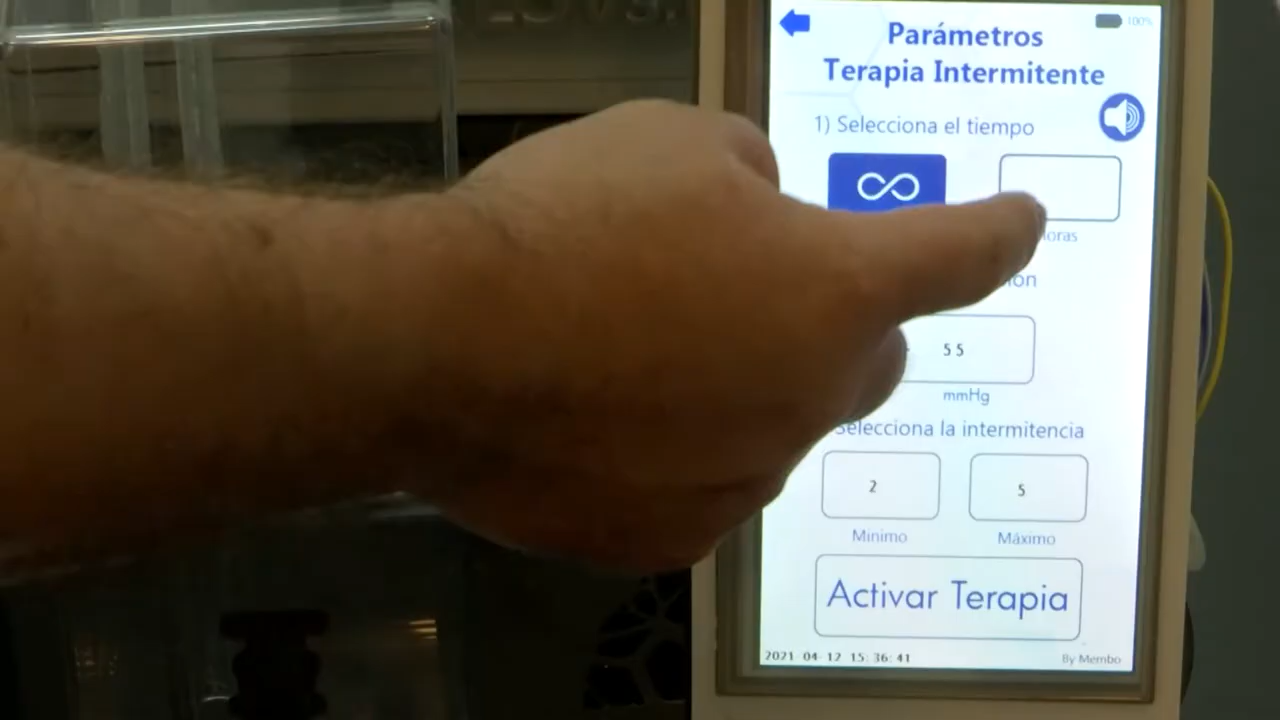 100%
Parámetros
Terapia Intermitente
1) Selecciona el tiempo
∞
55
mmHg
Selecciona la intermitencia
2 5
Minimo Máximo
Activar Terapia
2021-04-12 15:36:41 By Membo